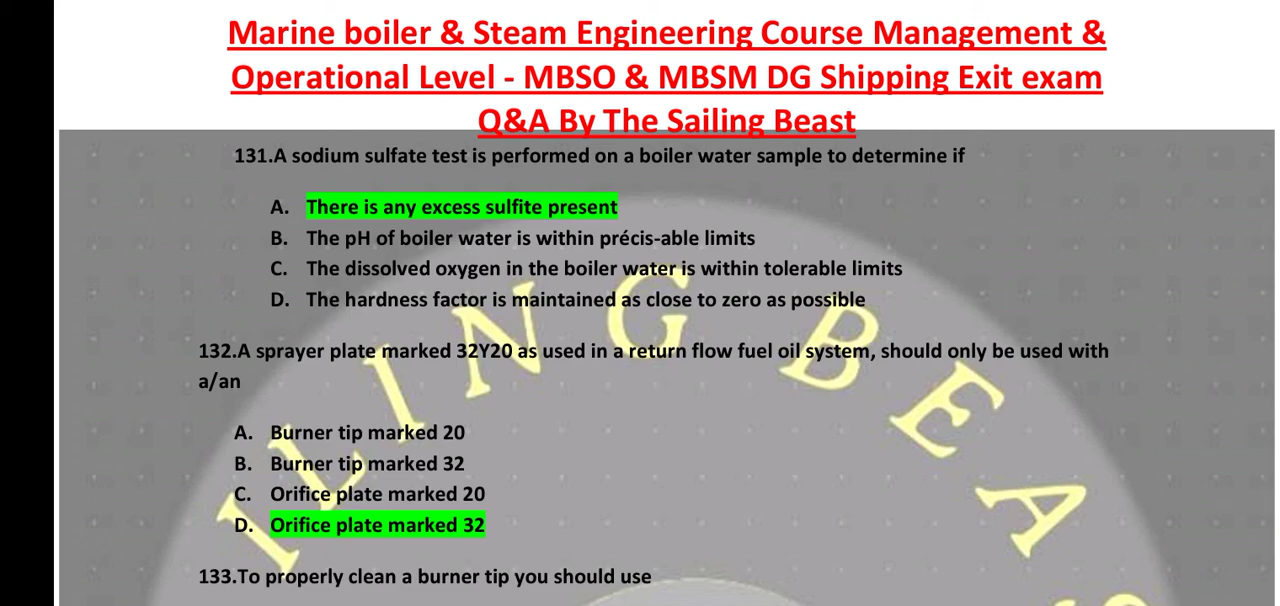 Marine boiler & Steam Engineering Course Management &
Operational Level - MBSO & MBSM DG Shipping Exit exam
Q&A By The Sailing Beast
131.A sodium sulfate test is performed on a boiler water sample to determine if
A. There is any excess sulfite present
B. The pH of boiler water is within précis-able limits
C. The dissolved oxygen in the boiler water is within tolerable limits
D. The hardness factor is maintained as close to zero as possible
132.A sprayer plate marked 32Y20 as used in a return flow fuel oil system, should only be used with
a/an
A. Burner tip marked 20
B. Burner tip marked 32
C. Orifice plate marked 20
D. Orifice plate marked 32
133.To properly clean a burner tip you should use
ILING BEAS